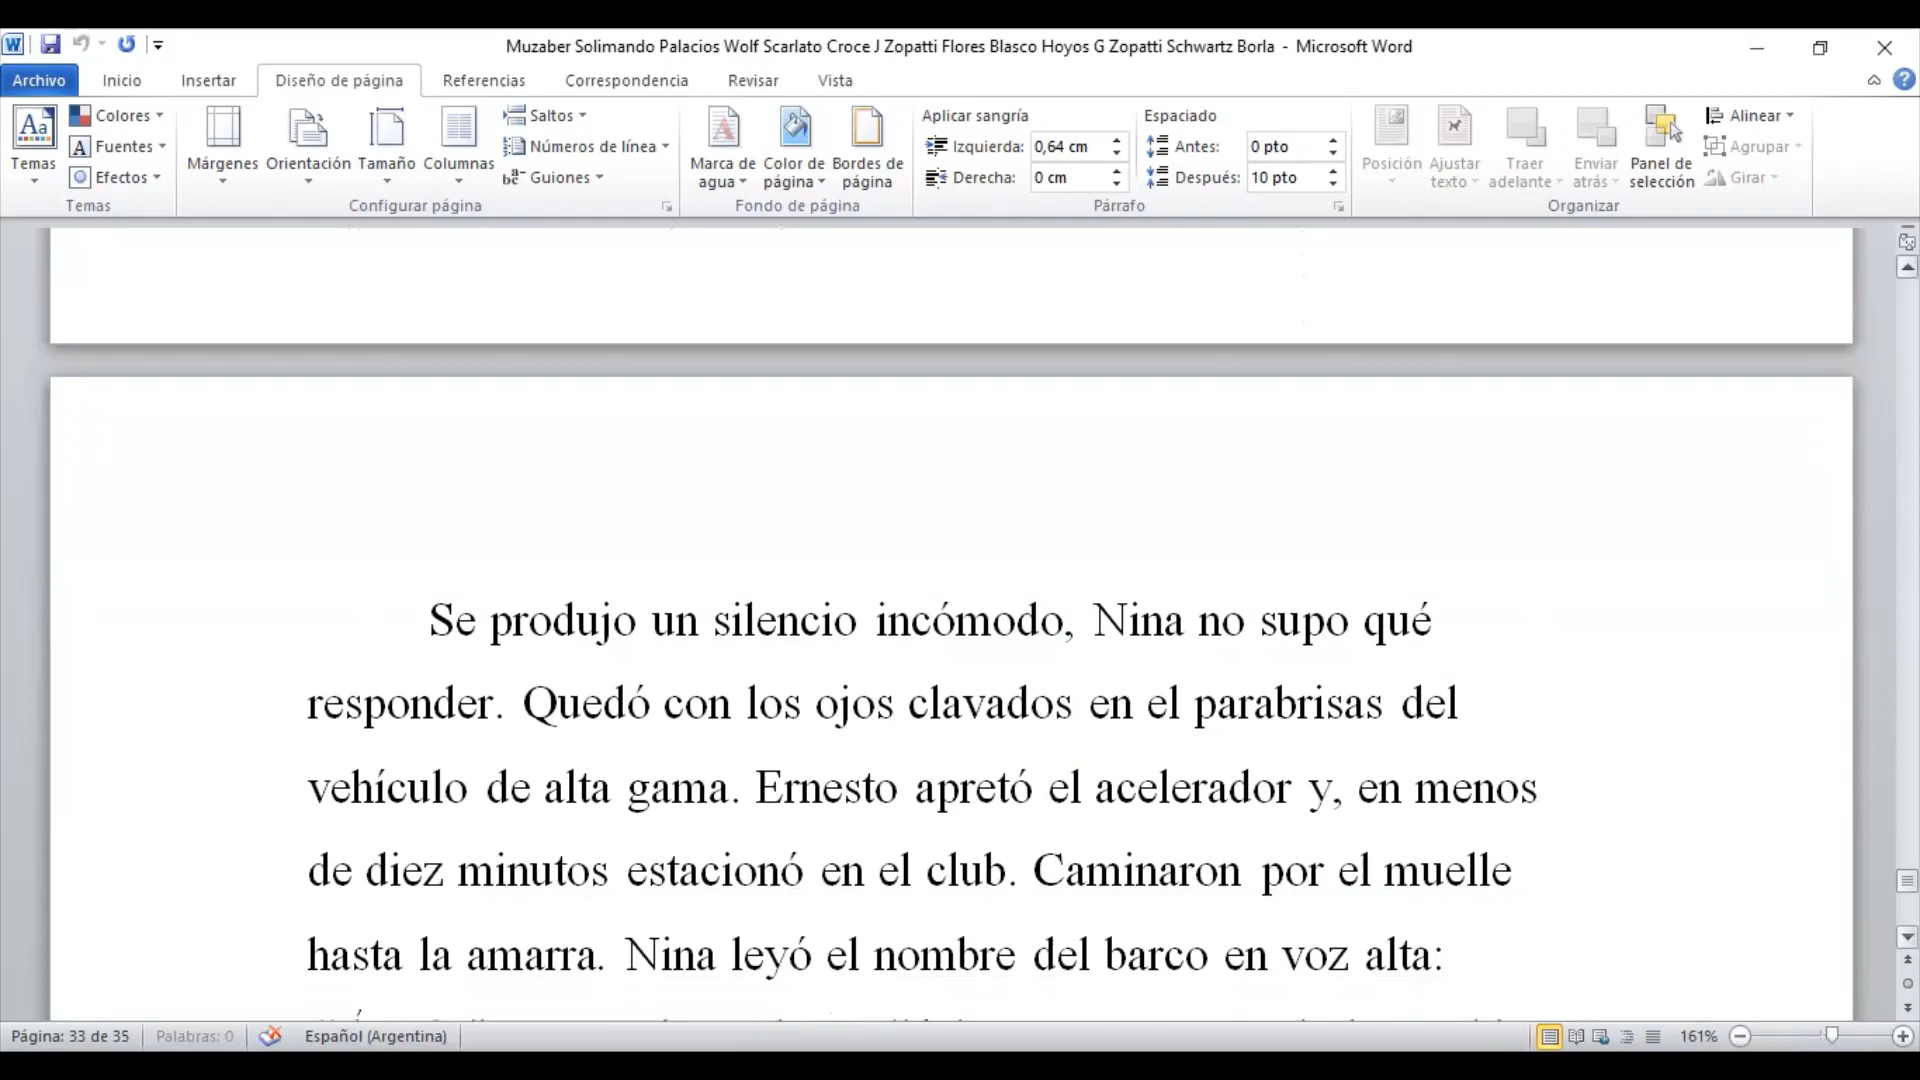 Muzaber Solimando Palacios Wolf Scarlato Croce J Zopatti Flores Blasco Hoyos G Zopatti Schwartz Borla - Microsoft Word
Archivo Inicio Insertar Diseño de página Referencias Correspondencia Revisar Vista
Temas
Colores
Fuentes
Efectos
Temas
Márgenes Orientación Tamaño Columnas
Saltos
Números de línea
Guiones
Configurar página
Marca de agua
Color de página
Bordes de página
Fondo de página
Aplicar sangría
Izquierda: 0,64 cm
Derecha: 0 cm
Espaciado
Antes: 0 pto
Después: 10 pto
Párrafo
Posición
Ajustar texto
Traer adelante
Enviar atrás
Panel de selección
Alinear
Agrupar
Girar
Organizar
Se produjo un silencio incómodo, Nina no supo qué
responder. Quedó con los ojos clavados en el parabrisas del
vehículo de alta gama. Ernesto apretó el acelerador y, en menos
de diez minutos estacionó en el club. Caminaron por el muelle
hasta la amarra. Nina leyó el nombre del barco en voz alta:
Página: 33 de 35 Palabras: 0 Español (Argentina) 161%